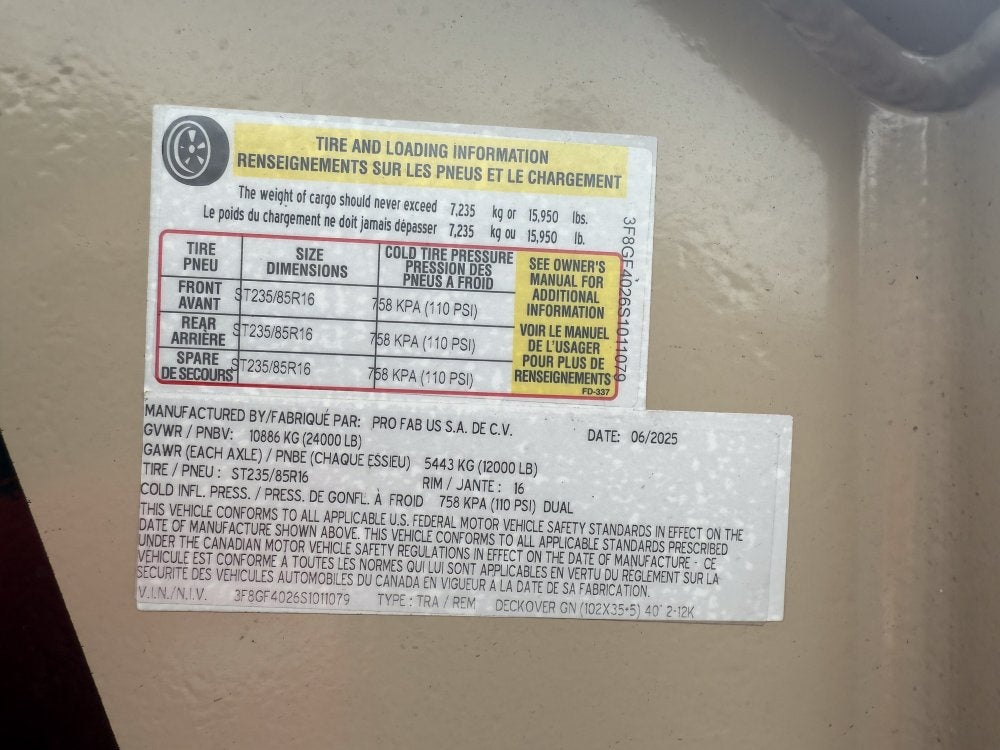 TIRE AND LOADING INFORMATION
RENSEIGNEMENTS SUR LES PNEUS ET LE CHARGEMENT
The weight of cargo should never exceed 7,235 kg or 15,950 lbs.
Le poids du chargement ne doit jamais dépasser 7,235 kg ou 15,950 lb.
TIRE
PNEU
SIZE
DIMENSIONS
COLD TIRE PRESSURE
PRESSION DES
PNEUS A FROID
FRONT
AVANT
ST235/85R16
758 KPA (110 PSI)
REAR
ARRIÈRE
ST235/85R16
758 KPA (110 PSI)
SPARE
DE SECOURS
ST235/85R16
758 KPA (110 PSI)
SEE OWNER'S
MANUAL FOR
ADDITIONAL
INFORMATION
VOIR LE MANUEL
DE L'USAGER
POUR PLUS DE
RENSEIGNEMENTS
FD-337
3F8GF4026S1011079
MANUFACTURED BY/FABRIQUÉ PAR: PRO FAB US S.A. DE C.V. DATE: 06/2025
GVWR / PNBV: 10886 KG (24000 LB)
GAWR (EACH AXLE) / PNBE (CHAQUE ESSIEU) 5443 KG (12000 LB)
TIRE / PNEU : ST235/85R16 RIM / JANTE : 16
COLD INFL. PRESS. / PRESS. DE GONFL. À FROID 758 KPA (110 PSI) DUAL
THIS VEHICLE CONFORMS TO ALL APPLICABLE U.S. FEDERAL MOTOR VEHICLE SAFETY STANDARDS IN EFFECT ON THE
DATE OF MANUFACTURE SHOWN ABOVE. THIS VEHICLE CONFORMS TO ALL APPLICABLE STANDARDS PRESCRIBED
UNDER THE CANADIAN MOTOR VEHICLE SAFETY REGULATIONS IN EFFECT ON THE DATE OF MANUFACTURE - CE
VÉHICULE EST CONFORME À TOUTES LES NORMES QUI LUI SONT APPLICABLES EN VERTU DU RÈGLEMENT SUR LA
SÉCURITÉ DES VÉHICULES AUTOMOBILES DU CANADA EN VIGUEUR À LA DATE DE SA FABRICATION.
V.I.N./N.I.V. 3F8GF4026S1011079 TYPE : TRA / REM DECKOVER GN (102X35+5) 40' 2-12K